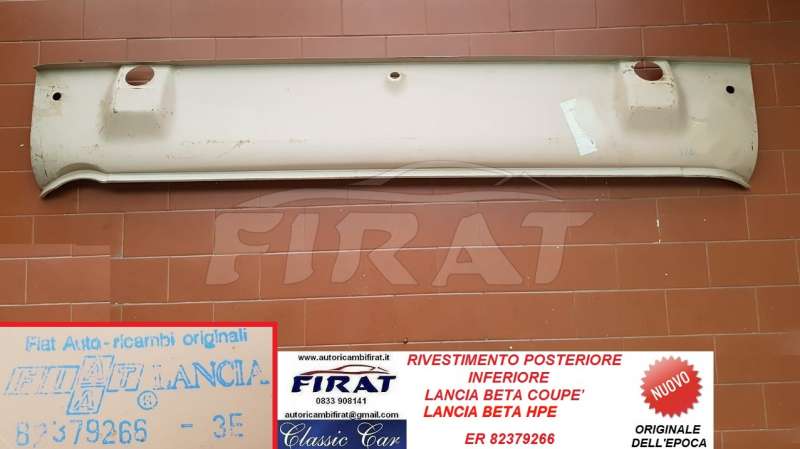 FIRAT
Fiat Auto-ricambi originali
FIAT LANCIA
82379266 - 3E
www.autoricambifirat.it
FIRAT
0833 908141
autoricambifirat@gmail.com
Classic Car
RIVESTIMENTO POSTERIORE
INFERIORE
LANCIA BETA COUPE'
LANCIA BETA HPE
ER 82379266
NUOVO
ORIGINALE
DELL'EPOCA